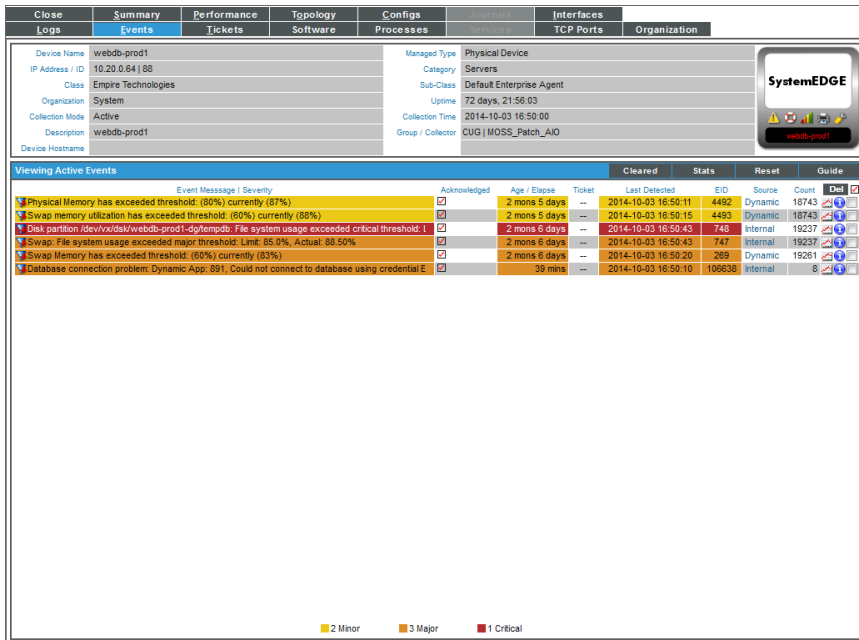 Close Summary Performance Topology Configs Journals Interfaces
Logs Events Tickets Software Processes Services TCP Ports Organization
Device Name webdb-prod1 Managed Type Physical Device
IP Address / ID 10.20.0.64 | 88 Category Servers
Class Empire Technologies Sub-Class Default Enterprise Agent
Organization System Uptime 72 days, 21:56:03
Collection Mode Active Collection Time 2014-10-03 16:50:00
Description webdb-prod1 Group / Collector CUG | MOSS_Patch_AIO
Device Hostname
SystemEDGE
webdb-prod1
Viewing Active Events Cleared Stats Reset Guide
Event Messsage | Severity Acknowledged Age / Elapse Ticket Last Detected EID Source Count Del
Physical Memory has exceeded threshold: (80%) currently (87%) 2 mons 5 days -- 2014-10-03 16:50:11 4492 Dynamic 18743
Swap memory utilization has exceeded threshold: (60%) currently (88%) 2 mons 5 days -- 2014-10-03 16:50:15 4493 Dynamic 18743
Disk partition /dev/vx/dsk/webdb-prod1-dg/tempdb: File system usage exceeded critical threshold: L 2 mons 6 days -- 2014-10-03 16:50:43 748 Internal 19237
Swap: File system usage exceeded major threshold: Limit: 85.0%, Actual: 88.50% 2 mons 6 days -- 2014-10-03 16:50:43 747 Internal 19237
Swap Memory has exceeded threshold: (60%) currently (83%) 2 mons 6 days -- 2014-10-03 16:50:20 269 Dynamic 19261
Database connection problem: Dynamic App: 891, Could not connect to database using credential E 39 mins -- 2014-10-03 16:50:10 106638 Internal 8
2 Minor 3 Major 1 Critical